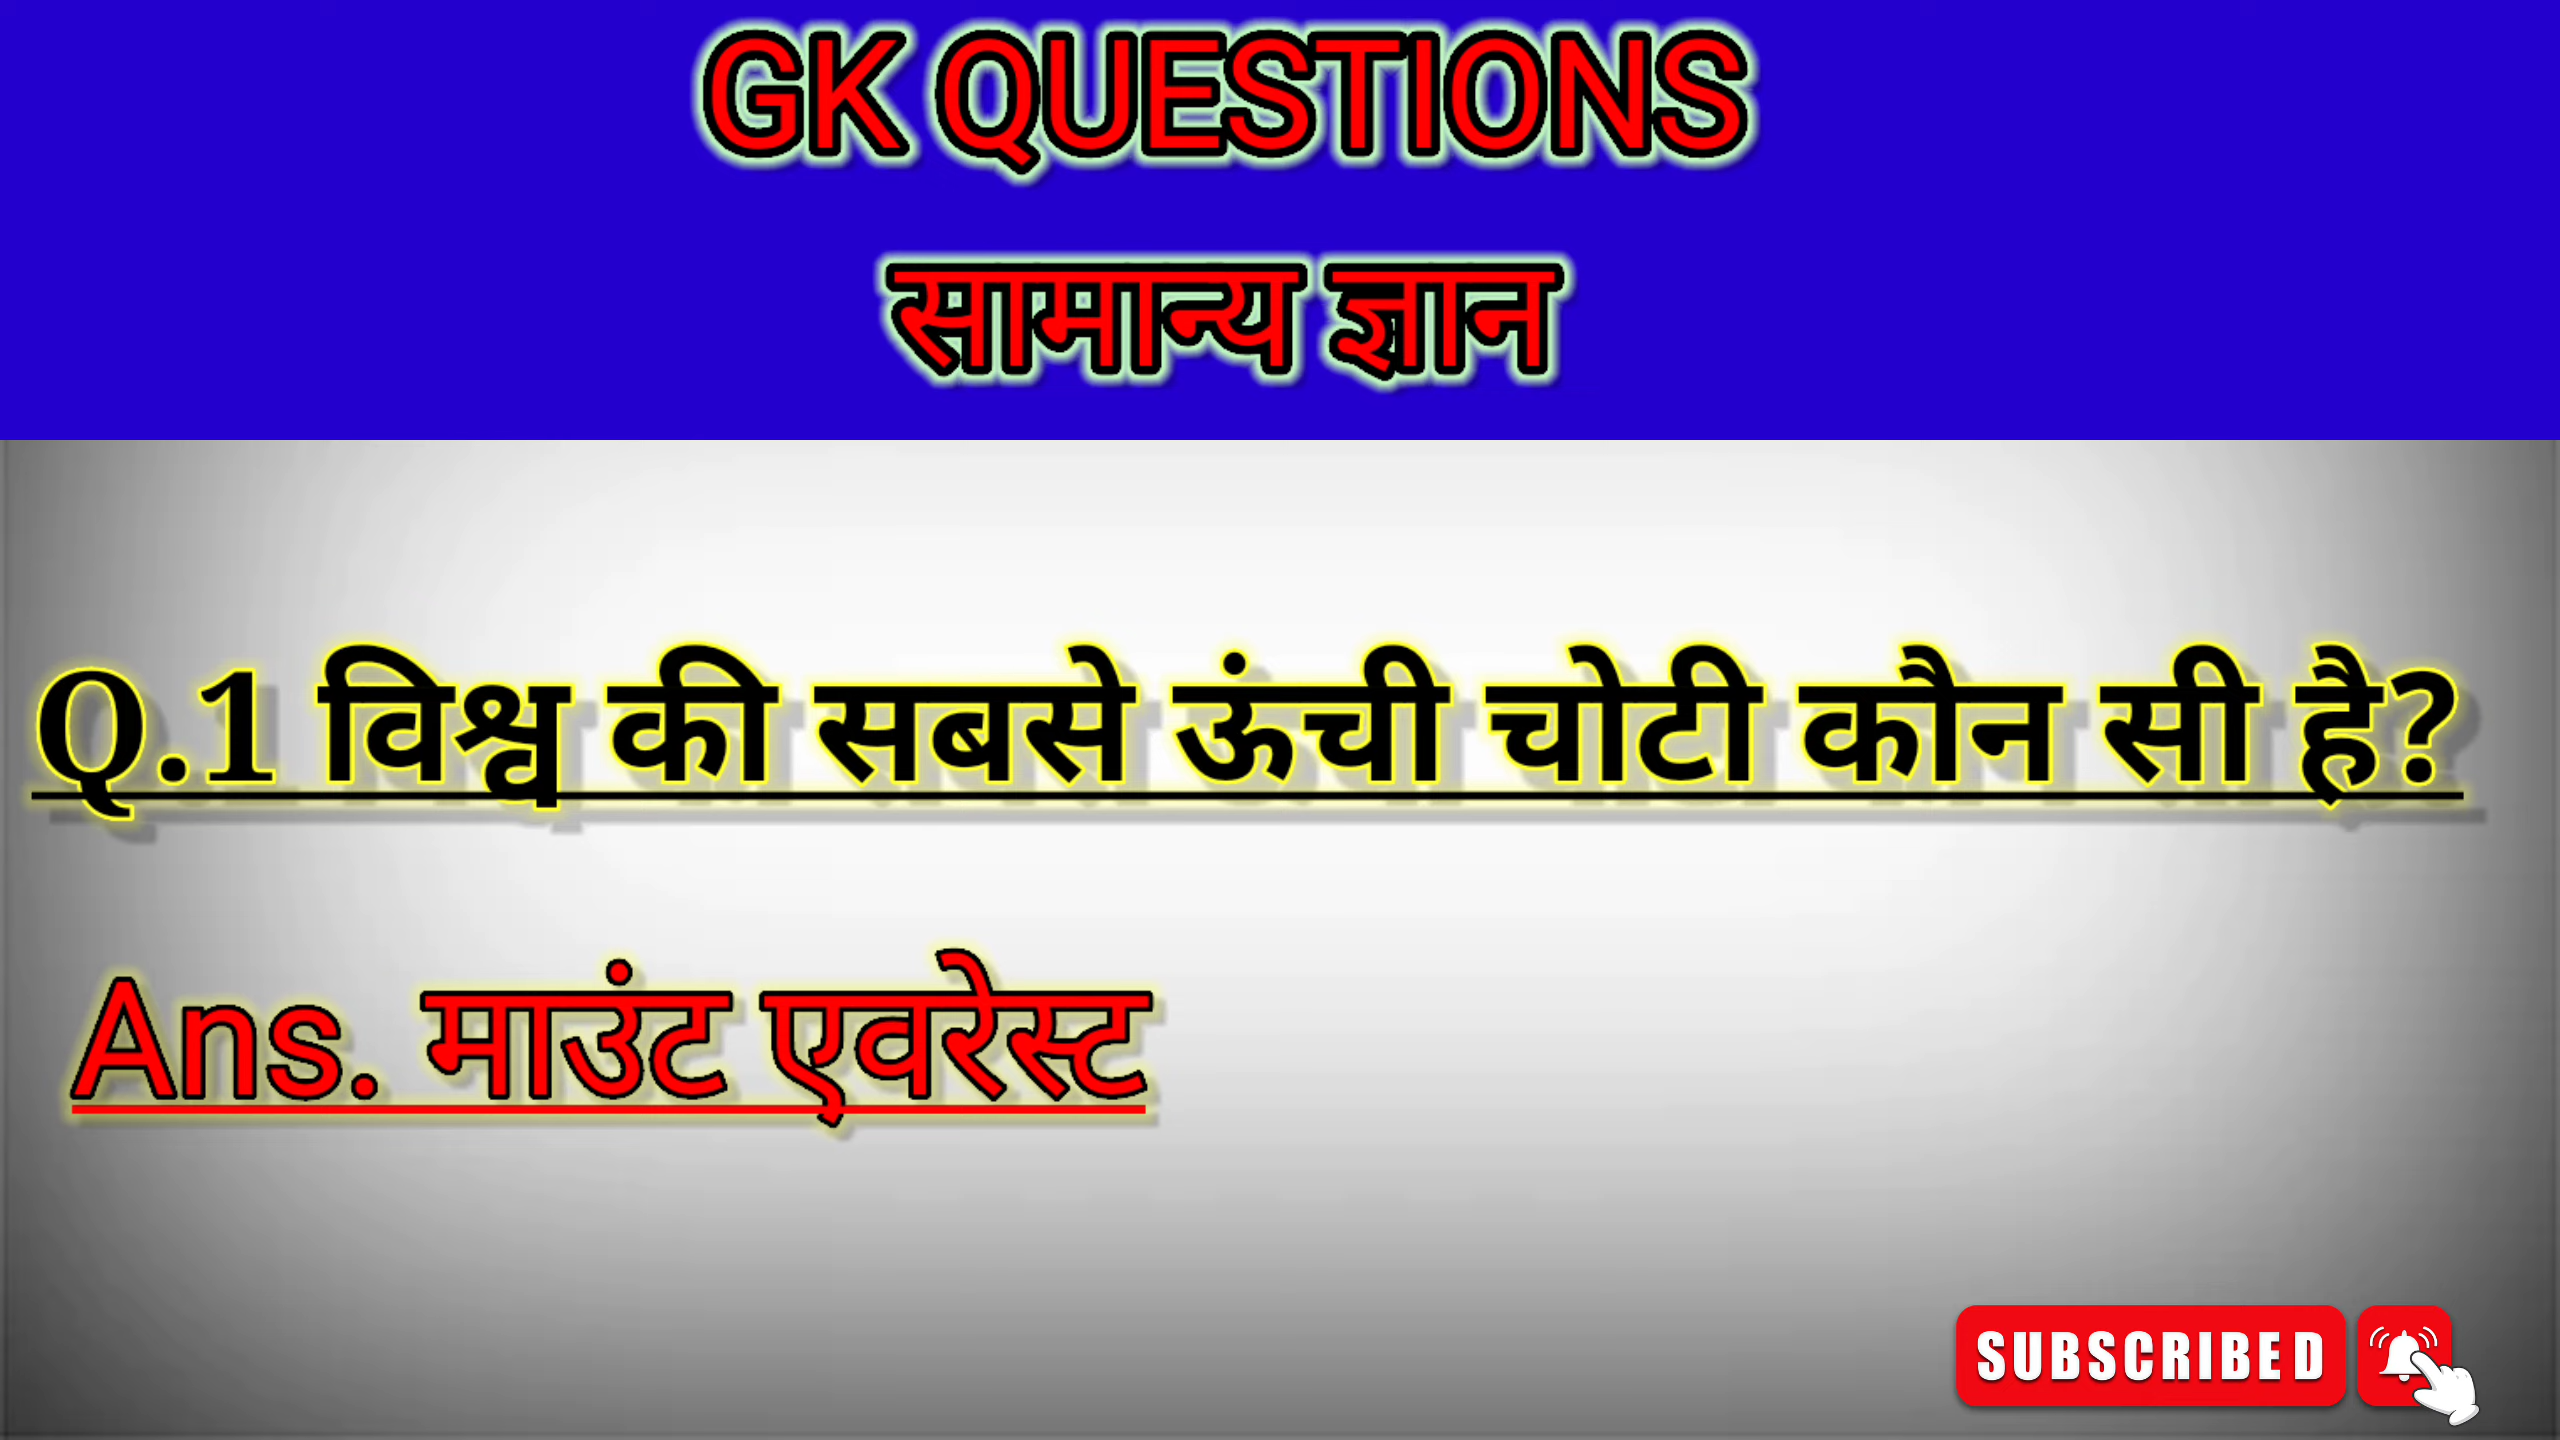 GK QUESTIONS
सामान्य ज्ञान
Q.1 विश्व की सबसे ऊंची चोटी कौन सी है?
Ans. माउंट एवरेस्ट
SUBSCRIBED